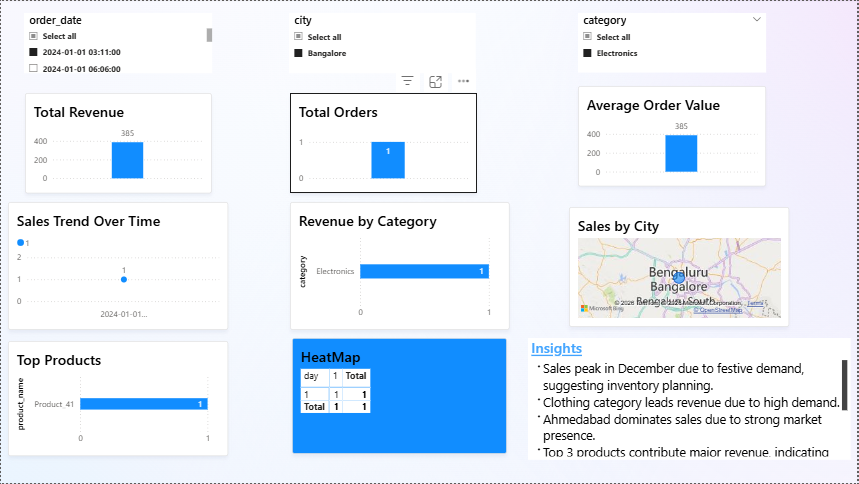 order_date
Select all
2024-01-01 03:11:00
2024-01-01 06:06:00
city
Select all
Bangalore
category
Select all
Electronics
Total Revenue
385
400
200
0
Total Orders
1
1
0
Average Order Value
385
400
200
0
Sales Trend Over Time
1
2
1
1
0
2024-01-01...
Revenue by Category
category
Electronics
1
0
1
Sales by City
Bengaluru
Bangalore
Bengaluru South
Microsoft Bing
© 2026 TomTom, © 2026 Microsoft Corporation, Terms
© OpenStreetMap
Top Products
product_name
Product_41
1
0
1
HeatMap
day 1 Total
1 1 1
Total 1 1
Insights
• Sales peak in December due to festive demand,
suggesting inventory planning.
• Clothing category leads revenue due to high demand.
• Ahmedabad dominates sales due to strong market
presence.
• Top 3 products contribute major revenue, indicating